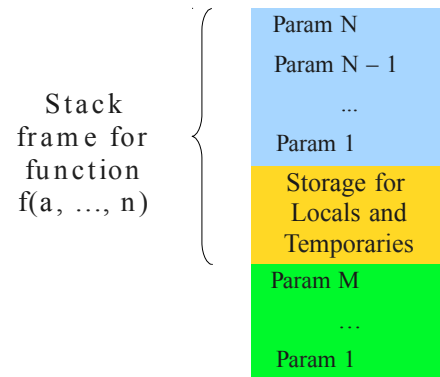 Stack
frame for
function
f(a, ..., n)
Param N
Param N – 1
...
Param 1
Storage for
Locals and
Temporaries
Param M
...
Param 1